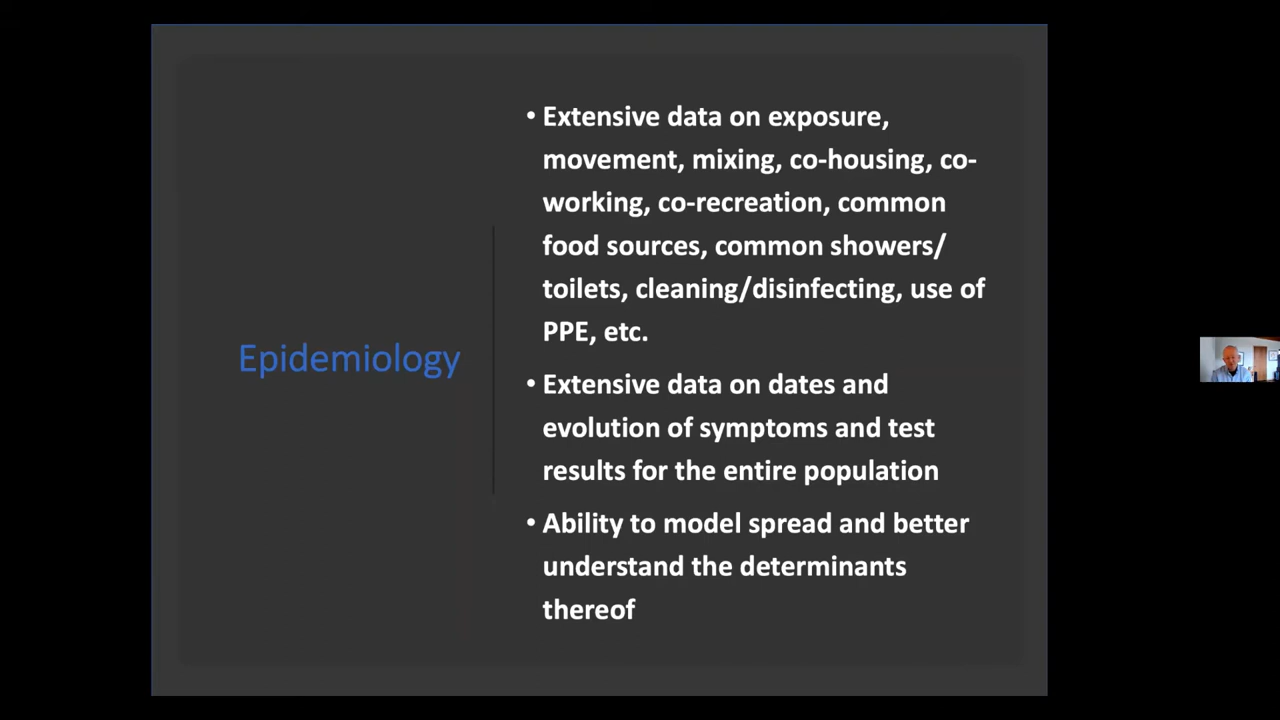 Epidemiology
• Extensive data on exposure,
movement, mixing, co-housing, co-
working, co-recreation, common
food sources, common showers/
toilets, cleaning/disinfecting, use of
PPE, etc.
• Extensive data on dates and
evolution of symptoms and test
results for the entire population
• Ability to model spread and better
understand the determinants
thereof